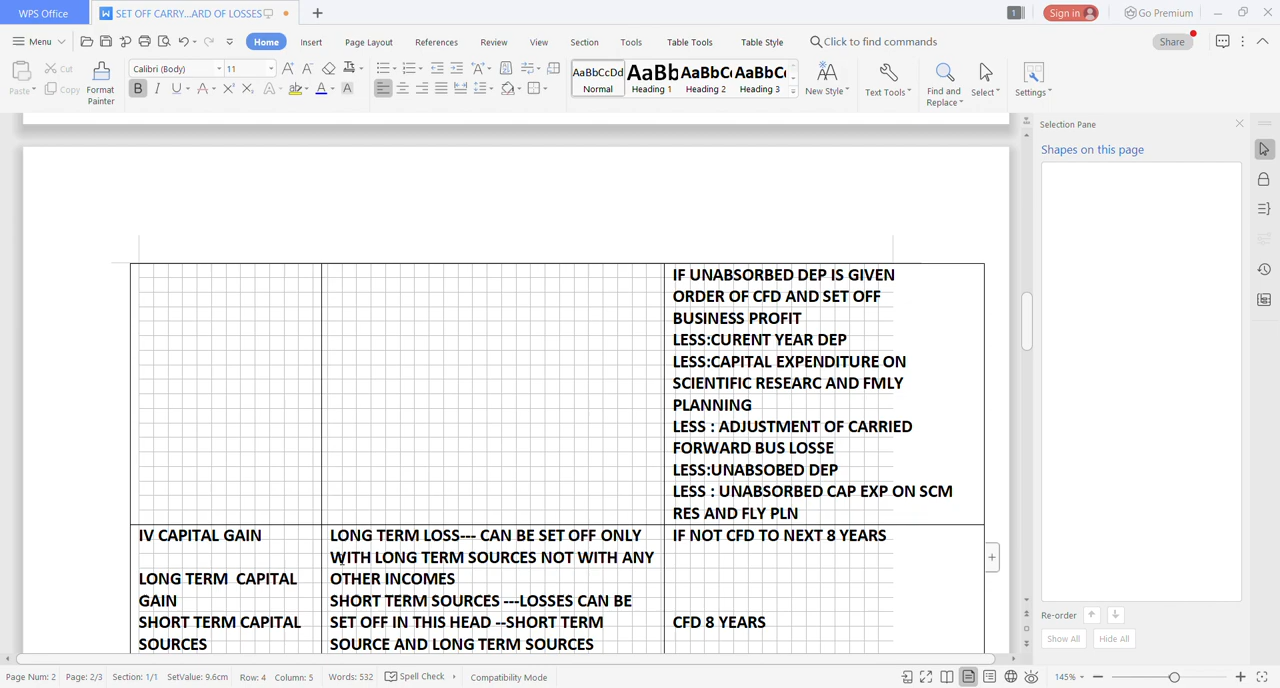 WPS Office
SET OFF CARRY...ARD OF LOSSES
1
Sign in
Go Premium
Menu
Home
Insert
Page Layout
References
Review
View
Section
Tools
Table Tools
Table Style
Click to find commands
Share
Paste
Cut
Copy
Format
Painter
Calibri (Body)
11
AaBbCcDd
Normal
AaBb
Heading 1
AaBbC
Heading 2
AaBbC
Heading 3
New Style
Text Tools
Find and
Replace
Select
Settings
Selection Pane
Shapes on this page
IF UNABSORBED DEP IS GIVEN
ORDER OF CFD AND SET OFF
BUSINESS PROFIT
LESS:CURENT YEAR DEP
LESS:CAPITAL EXPENDITURE ON
SCIENTIFIC RESEARC AND FMLY
PLANNING
LESS : ADJUSTMENT OF CARRIED
FORWARD BUS LOSSE
LESS:UNABSOBED DEP
LESS : UNABSORBED CAP EXP ON SCM
RES AND FLY PLN
IV CAPITAL GAIN
LONG TERM CAPITAL
GAIN
SHORT TERM CAPITAL
SOURCES
LONG TERM LOSS--- CAN BE SET OFF ONLY
WITH LONG TERM SOURCES NOT WITH ANY
OTHER INCOMES
SHORT TERM SOURCES ---LOSSES CAN BE
SET OFF IN THIS HEAD --SHORT TERM
SOURCE AND LONG TERM SOURCES
IF NOT CFD TO NEXT 8 YEARS
CFD 8 YEARS
Re-order
Show All
Hide All
Page Num: 2
Page: 2/3
Section: 1/1
SetValue: 9.6cm
Row: 4
Column: 5
Words: 532
Spell Check
Compatibility Mode
145%